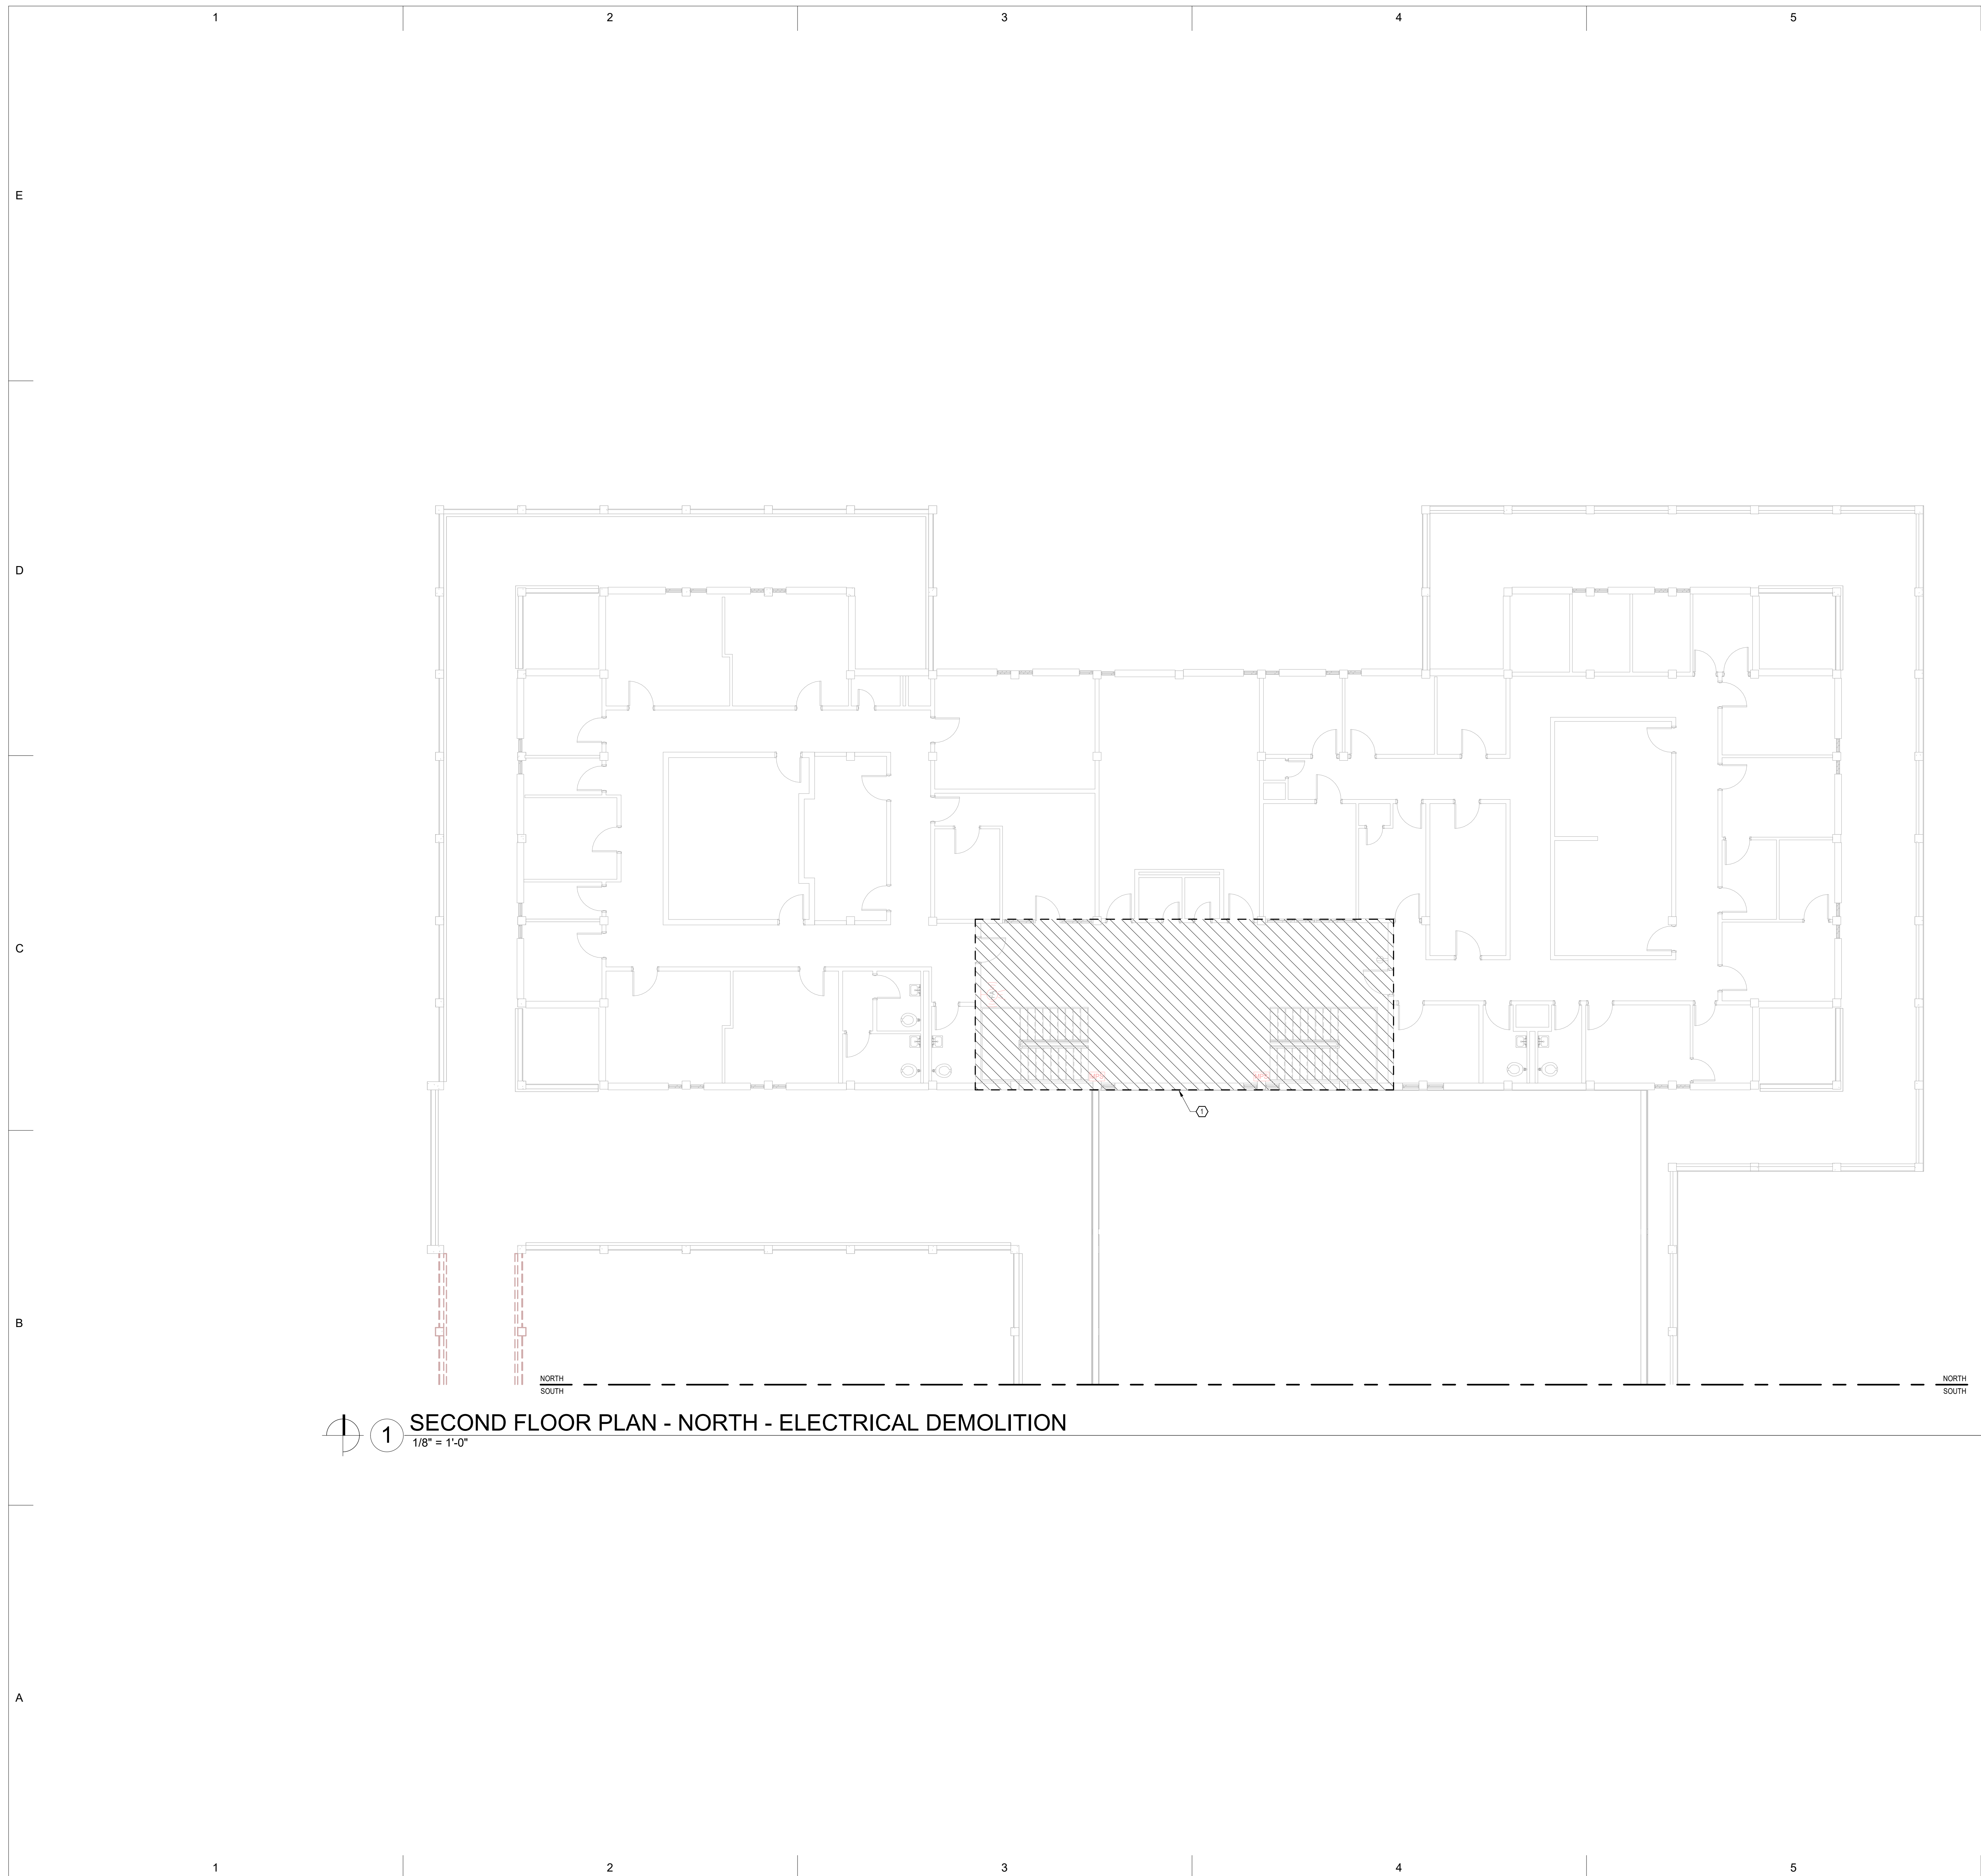 1 2 3 4 5
E
D
C
1
B
NORTH NORTH
SOUTH SOUTH
1 SECOND FLOOR PLAN - NORTH - ELECTRICAL DEMOLITION
1/8" = 1'-0"
A
1 2 3 4 5